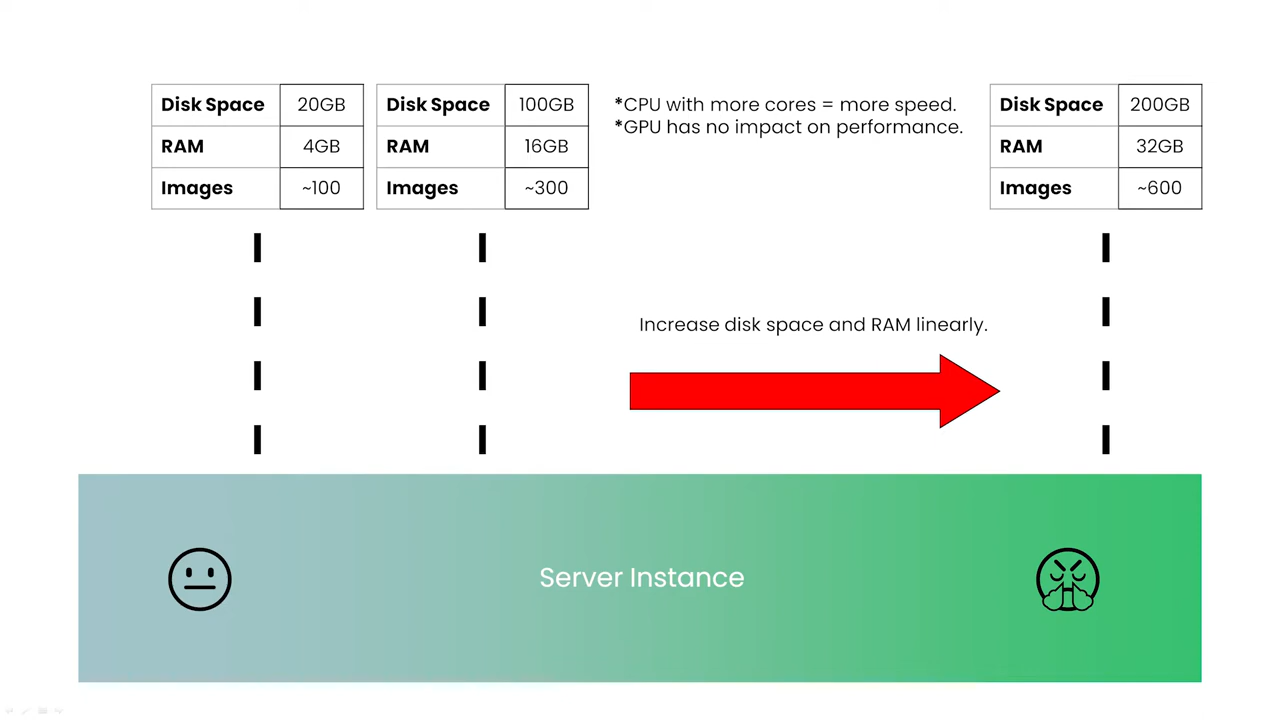 Disk Space 20GB
RAM 4GB
Images ~100
Disk Space 100GB
RAM 16GB
Images ~300
*CPU with more cores = more speed.
*GPU has no impact on performance.
Disk Space 200GB
RAM 32GB
Images ~600
Increase disk space and RAM linearly.
Server Instance